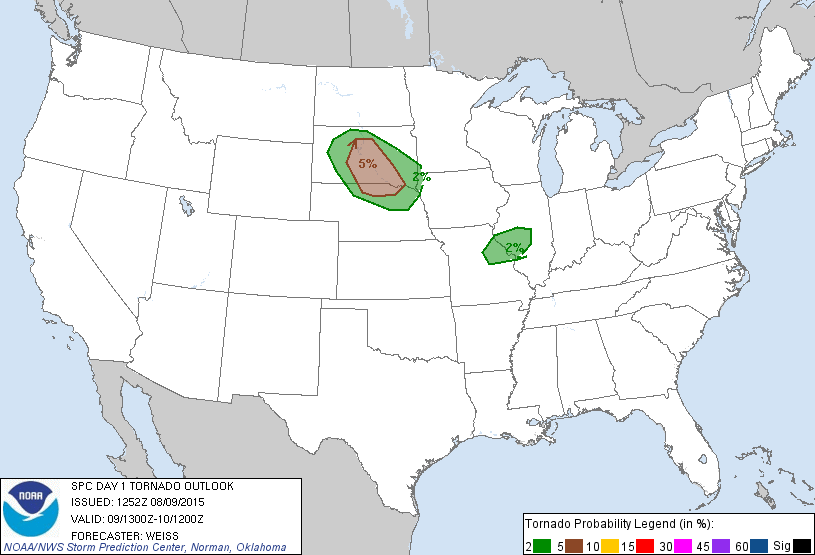 5%
2%
2%
NOAA
SPC DAY 1 TORNADO OUTLOOK
ISSUED: 1252Z 08/09/2015
VALID: 09/1300Z-10/1200Z
FORECASTER: WEISS
NOAA/NWS Storm Prediction Center, Norman, Oklahoma
Tornado Probability Legend (in %):
2 5 10 15 30 45 60 Sig